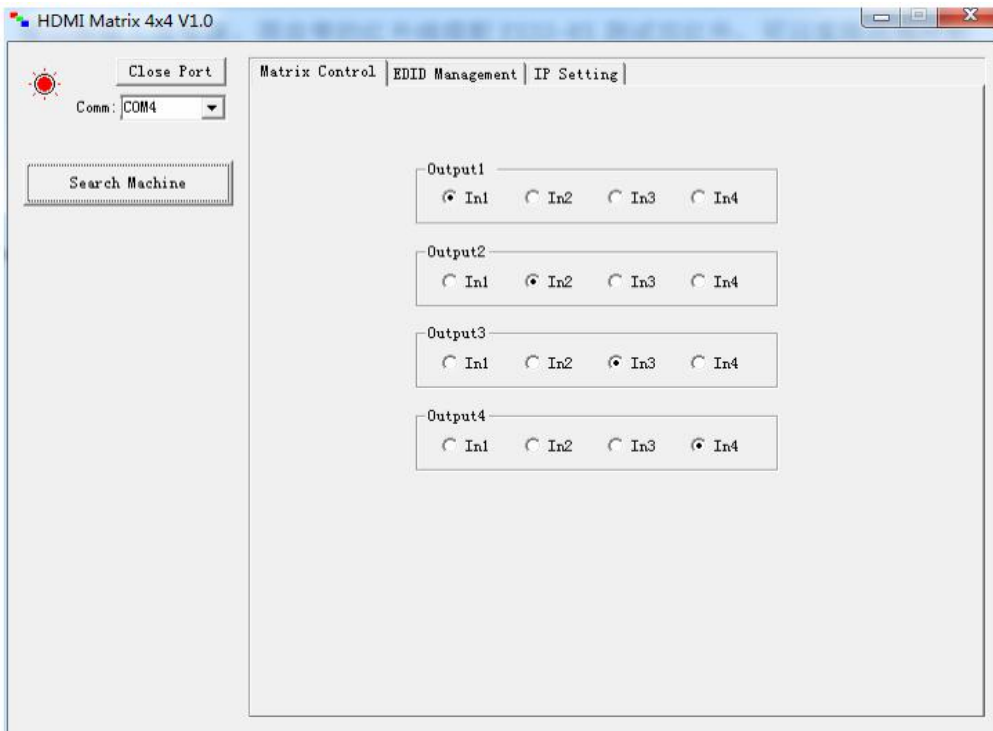 HDMI Matrix 4x4 V1.0
Close Port
Comm: COM4
Search Machine
Matrix Control EDID Management IP Setting
Output1
In1 In2 In3 In4
Output2
In1 In2 In3 In4
Output3
In1 In2 In3 In4
Output4
In1 In2 In3 In4